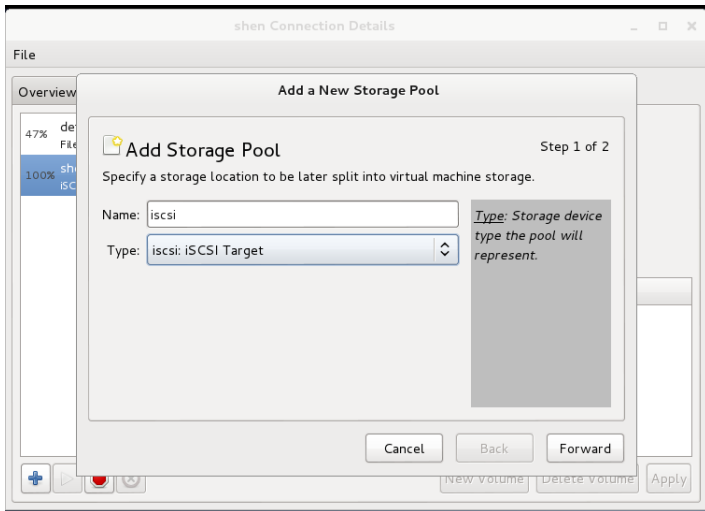 shen Connection Details
File
Overview
Add a New Storage Pool
47%
File
100%
Add Storage Pool
Step 1 of 2
Specify a storage location to be later split into virtual machine storage.
Name: iscsi
Type: iscsi: iSCSI Target
Type: Storage device
type the pool will
represent.
Cancel
Back
Forward
New Volume
Delete Volume
Apply